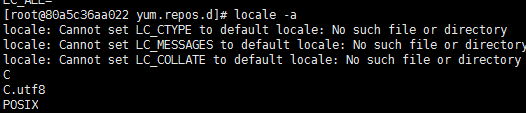 LC_ALL=
[root@80a5c36aa022 yum.repos.d]# locale -a
locale: Cannot set LC_CTYPE to default locale: No such file or directory
locale: Cannot set LC_MESSAGES to default locale: No such file or directory
locale: Cannot set LC_COLLATE to default locale: No such file or directory
C
C.utf8
POSIX